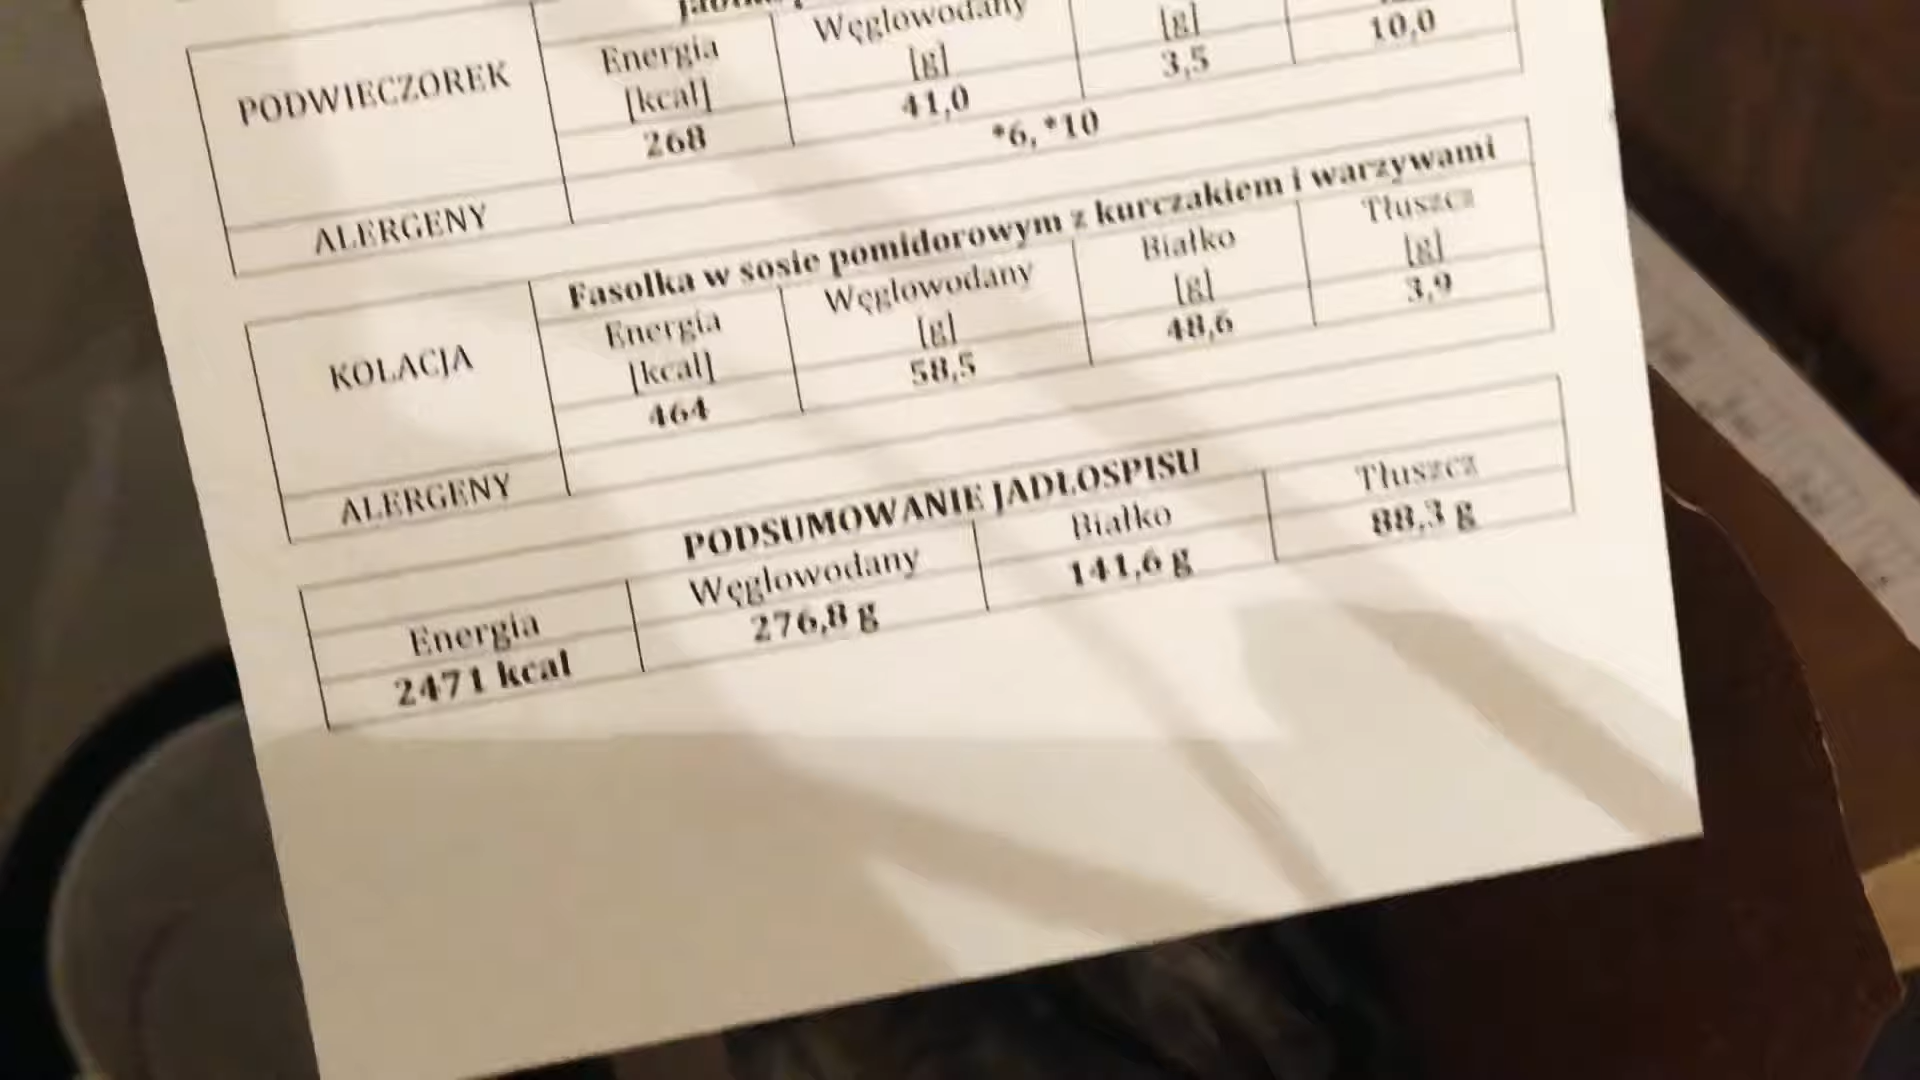 Węglowodany
[g]
10,0
Energia
[g]
3,5
PODWIECZOREK
[kcal]
41,0
268
*6, *10
ALERGENY
Fasolka w sosie pomidorowym z kurczakiem i warzywami
Energia
Węglowodany
Białko
Tłuszcz
[kcal]
[g]
[g]
[g]
KOLACJA
464
58,5
48,6
3,9
ALERGENY
PODSUMOWANIE JADŁOSPISU
Energia
Węglowodany
Białko
Tłuszcz
2471 kcal
276,8 g
141,6 g
88,3 g